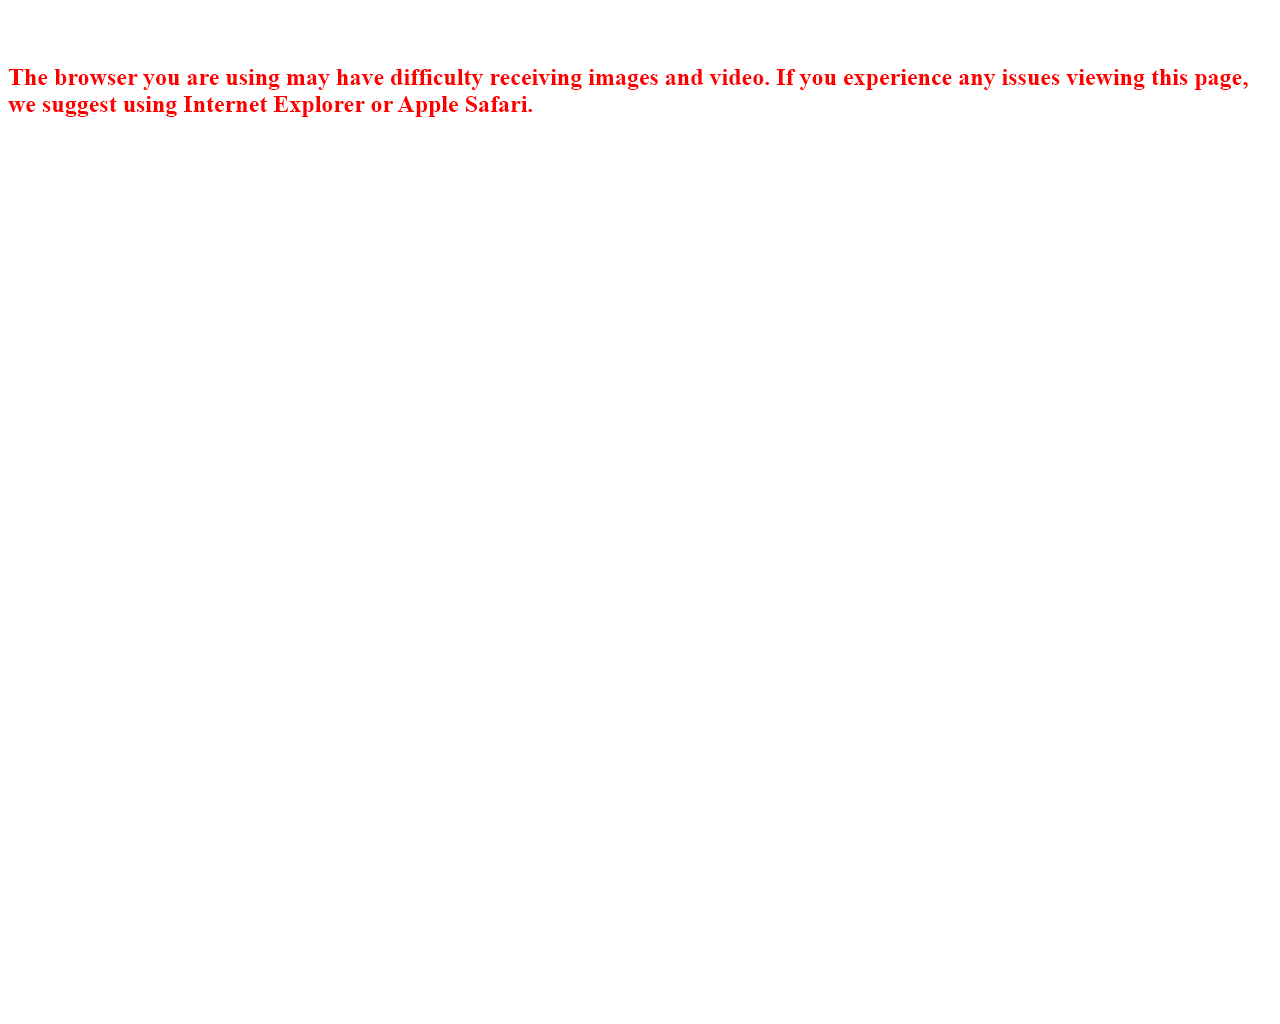 The browser you are using may have difficulty receiving images and video. If you experience any issues viewing this page,
we suggest using Internet Explorer or Apple Safari.